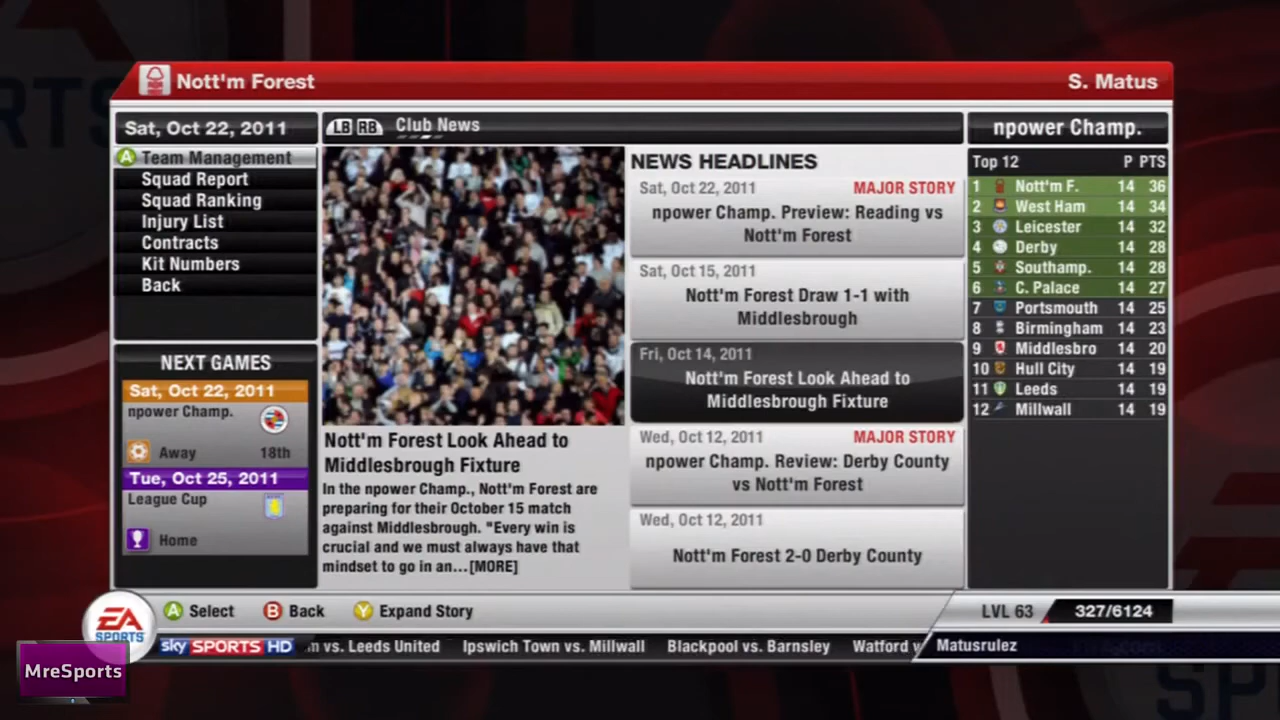 Nott'm Forest
S. Matus
Sat, Oct 22, 2011
A Team Management
Squad Report
Squad Ranking
Injury List
Contracts
Kit Numbers
Back
NEXT GAMES
Sat, Oct 22, 2011
npower Champ.
Away 18th
Tue, Oct 25, 2011
League Cup
Home
LB RB Club News
Nott'm Forest Look Ahead to
Middlesbrough Fixture
In the npower Champ., Nott'm Forest are
preparing for their October 15 match
against Middlesbrough. "Every win is
crucial and we must always have that
mindset to go in an...[MORE]
NEWS HEADLINES
Sat, Oct 22, 2011 MAJOR STORY
npower Champ. Preview: Reading vs
Nott'm Forest
Sat, Oct 15, 2011
Nott'm Forest Draw 1-1 with
Middlesbrough
Fri, Oct 14, 2011
Nott'm Forest Look Ahead to
Middlesbrough Fixture
Wed, Oct 12, 2011 MAJOR STORY
npower Champ. Review: Derby County
vs Nott'm Forest
Wed, Oct 12, 2011
Nott'm Forest 2-0 Derby County
npower Champ.
Top 12 P PTS
1 Nott'm F. 14 36
2 West Ham 14 34
3 Leicester 14 32
4 Derby 14 28
5 Southamp. 14 28
6 C. Palace 14 27
7 Portsmouth 14 25
8 Birmingham 14 23
9 Middlesbro 14 20
10 Hull City 14 19
11 Leeds 14 19
12 Millwall 14 19
A Select B Back Y Expand Story
LVL 63 327/6124
EA
SPORTS
sky SPORTS HD m vs. Leeds United Ipswich Town vs. Millwall Blackpool vs. Barnsley Watford v
Matusrulez
MreSports